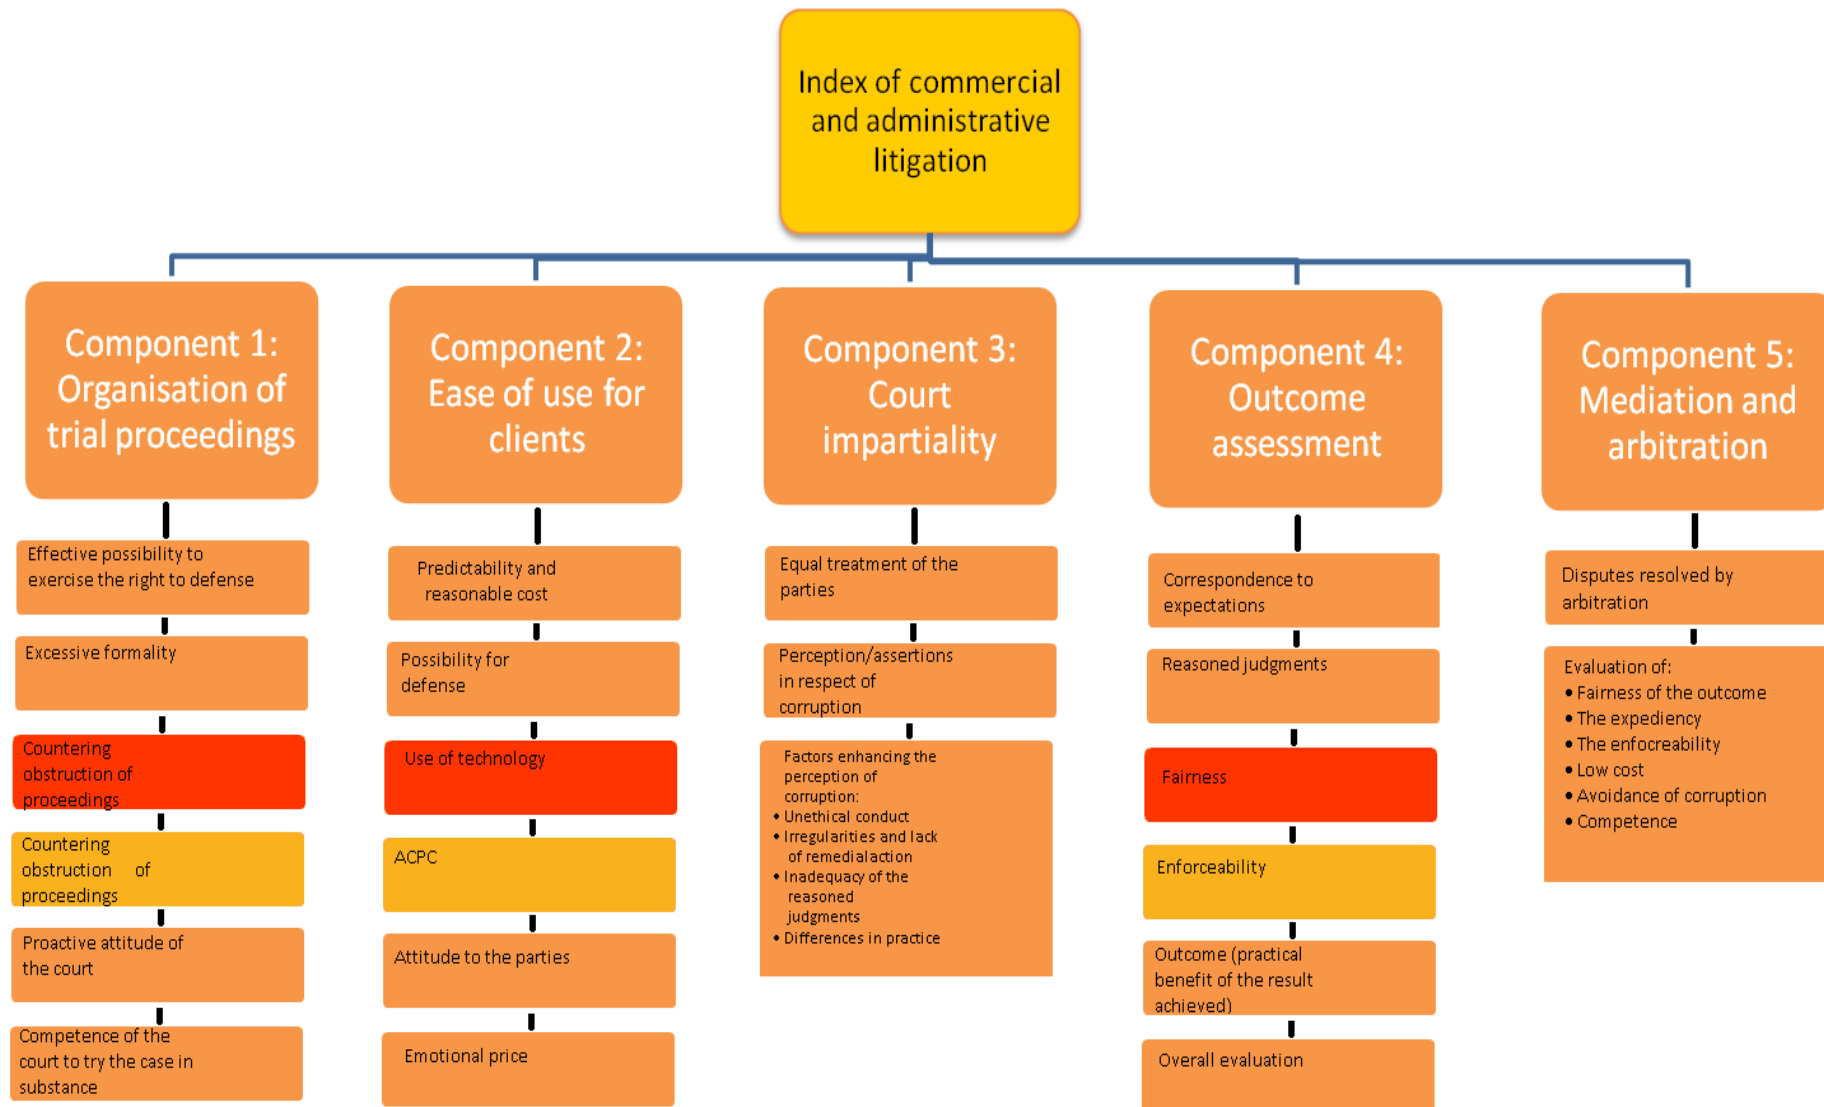 Index of commercial
and administrative
litigation
Component 1:
Organisation of
trial proceedings
Effective possibility to
exercise the right to defense
Excessive formality
Countering
obstruction of
proceedings
Countering
obstruction of
proceedings
Proactive attitude of
the court
Competence of the
court to try the case in
substance
Component 2:
Ease of use for
clients
Predictability and
reasonable cost
Possibility for
defense
Use of technology
ACPC
Attitude to the parties
Emotional price
Component 3:
Court
impartiality
Equal treatment of the
parties
Perception/assertions
in respect of
corruption
Factors enhancing the
perception of
corruption:
• Unethical conduct
• Irregularities and lack
of remedialaction
• Inadequacy of the
reasoned
judgments
• Differences in practice
Component 4:
Outcome
assessment
Correspondence to
expectations
Reasoned judgments
Fairness
Enforceability
Outcome (practical
benefit of the result
achieved)
Overall evaluation
Component 5:
Mediation and
arbitration
Disputes resolved by
arbitration
Evaluation of:
• Fairness of the outcome
• The expediency
• The enfocreability
• Low cost
• Avoidance of corruption
• Competence